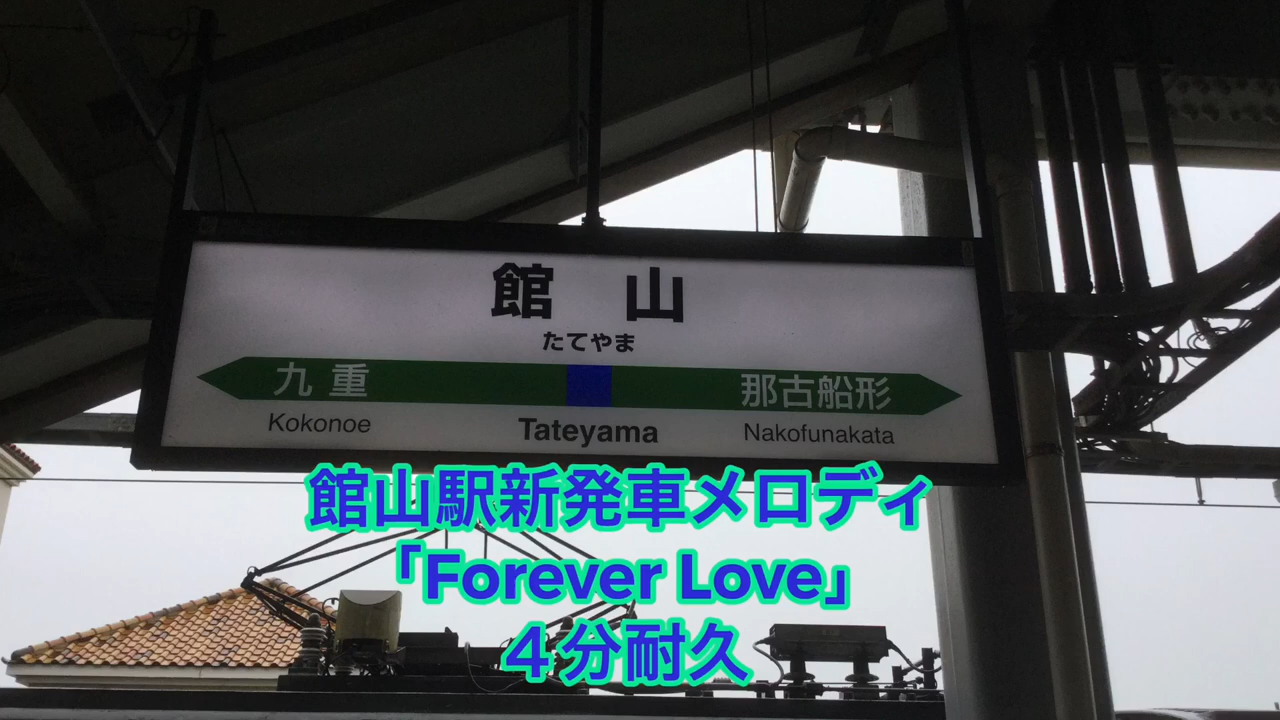 館山
たてやま
九重 那古船形
Kokonoe Tateyama Nakofunakata
館山駅新発車メロディ
「Forever Love」
４分耐久